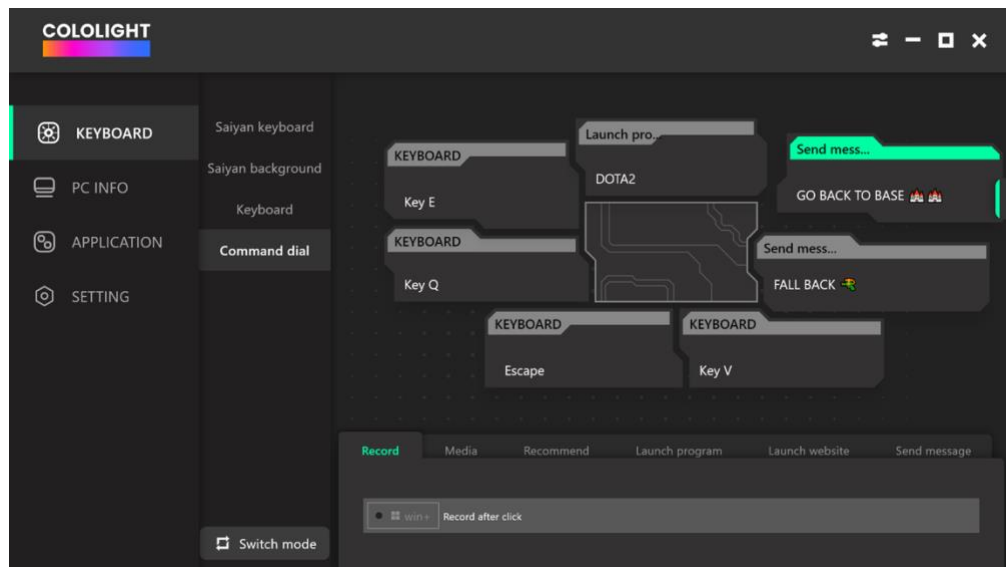 COLOLIGHT
KEYBOARD
PC INFO
APPLICATION
SETTING
Saiyan keyboard
Saiyan background
Keyboard
Command dial
Switch mode
Launch pro...
DOTA2
KEYBOARD
Key E
Send mess...
GO BACK TO BASE
KEYBOARD
Key Q
Send mess...
FALL BACK
KEYBOARD
Escape
KEYBOARD
Key V
Record Media Recommend Launch program Launch website Send message
win+ Record after click